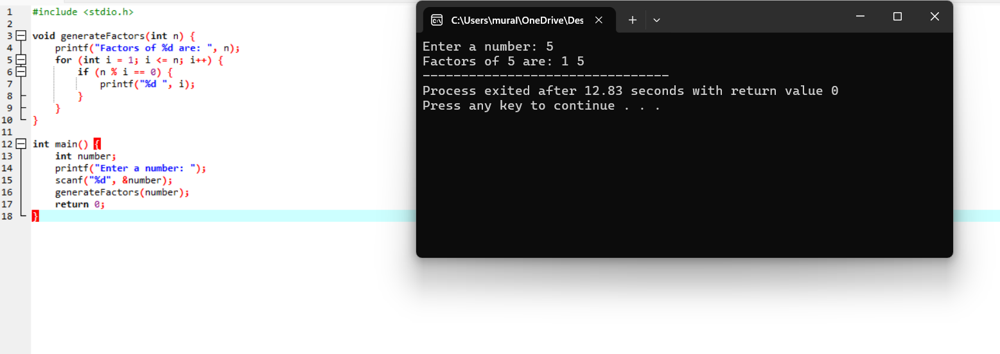 1 #include <stdio.h>
2
3 void generateFactors(int n) {
4     printf("Factors of %d are: ", n);
5     for (int i = 1; i <= n; i++) {
6         if (n % i == 0) {
7             printf("%d ", i);
8         }
9     }
10 }
11
12 int main() {
13     int number;
14     printf("Enter a number: ");
15     scanf("%d", &number);
16     generateFactors(number);
17     return 0;
18 }
C:\Users\mural\OneDrive\Des
Enter a number: 5
Factors of 5 are: 1 5
--------------------------------
Process exited after 12.83 seconds with return value 0
Press any key to continue . . .